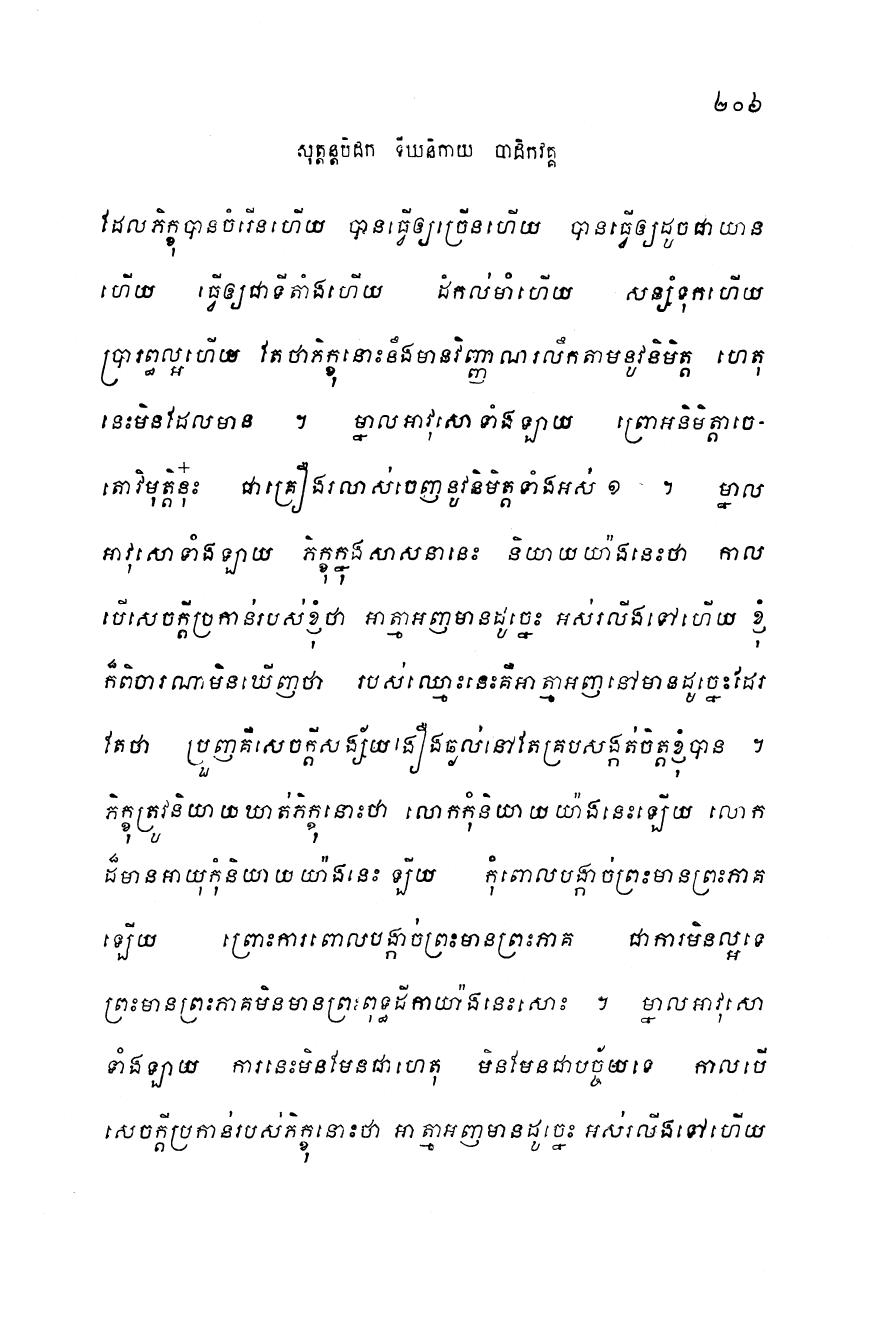 ២០៦
សុត្តន្តបិដក ទីឃនិកាយ បាដិកវគ្គ
ដែលភិក្ខុបានចំរើនហើយ បានធ្វើឲ្យច្រើនហើយ បានធ្វើឲ្យដូចជាយាន
ហើយ ធ្វើឲ្យជាទីតាំងហើយ ដំកល់មាំហើយ សន្សំទុកហើយ
ប្រារព្ធល្អហើយ តែថាភិក្ខុនោះនឹងមានវិញ្ញាណរលឹកតាមនូវនិមិត្ត ហេតុ
នេះមិនដែលមាន ។ ម្នាលអាវុសោទាំងឡាយ ព្រោអនិមិត្តាចេ-
តោវិមុត្តិនុ៎ះ ជាគ្រឿងរលាស់ចេញនូវនិមិត្តទាំងអស់ ១ ។ ម្នាល
អាវុសោទាំងឡាយ ភិក្ខុក្នុងសាសនានេះ និយាយយ៉ាងនេះថា កាល
បើសេចក្តីប្រកាន់របស់ខ្ញុំថា អាត្មាអញមានដូច្នេះ អស់រលីងទៅហើយ ខ្ញុំ
ក៏ពិចារណាមិនឃើញថា របស់ឈ្មោះនេះគឺអាត្មាអញនៅមានដូច្នេះដែរ
តែថា ប្រួញគឺសេចក្តីសង្ស័យងឿងធ្ងល់នៅតែគ្របសង្កត់ចិត្តខ្ញុំបាន ។
ភិក្ខុត្រូវនិយាយឃាត់ភិក្ខុនោះថា លោកកុំនិយាយយ៉ាងនេះឡើយ លោក
ដ៏មានអាយុកុំនិយាយយ៉ាងនេះ ឡើយ កុំពោលបង្កាច់ព្រះមានព្រះភាគ
ឡើយ ព្រោះការពោលបង្កាច់ព្រះមានព្រះភាគ ជាការមិនល្អទេ
ព្រះមានព្រះភាគមិនមានព្រះពុទ្ធដីកាយ៉ាងនេះសោះ ។ ម្នាលអាវុសោ
ទាំងឡាយ ការនេះមិនមែនជាហេតុ មិនមែនជាបច្ច័យទេ កាលបើ
សេចក្តីប្រកាន់របស់ភិក្ខុនោះថា អាត្មាអញមានដូច្នេះ អស់រលីងទៅហើយ